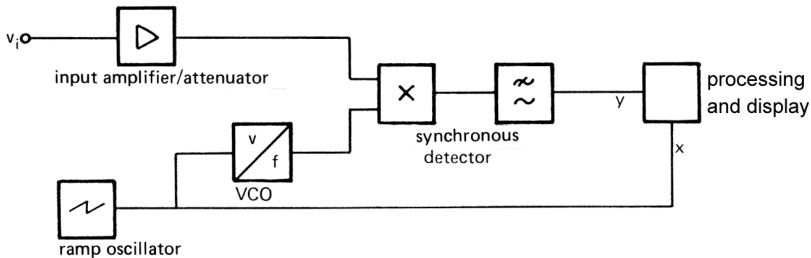 vi
input amplifier/attenuator
×
≁
~
processing
and display
y
x
synchronous
detector
v
f
VCO
ramp oscillator